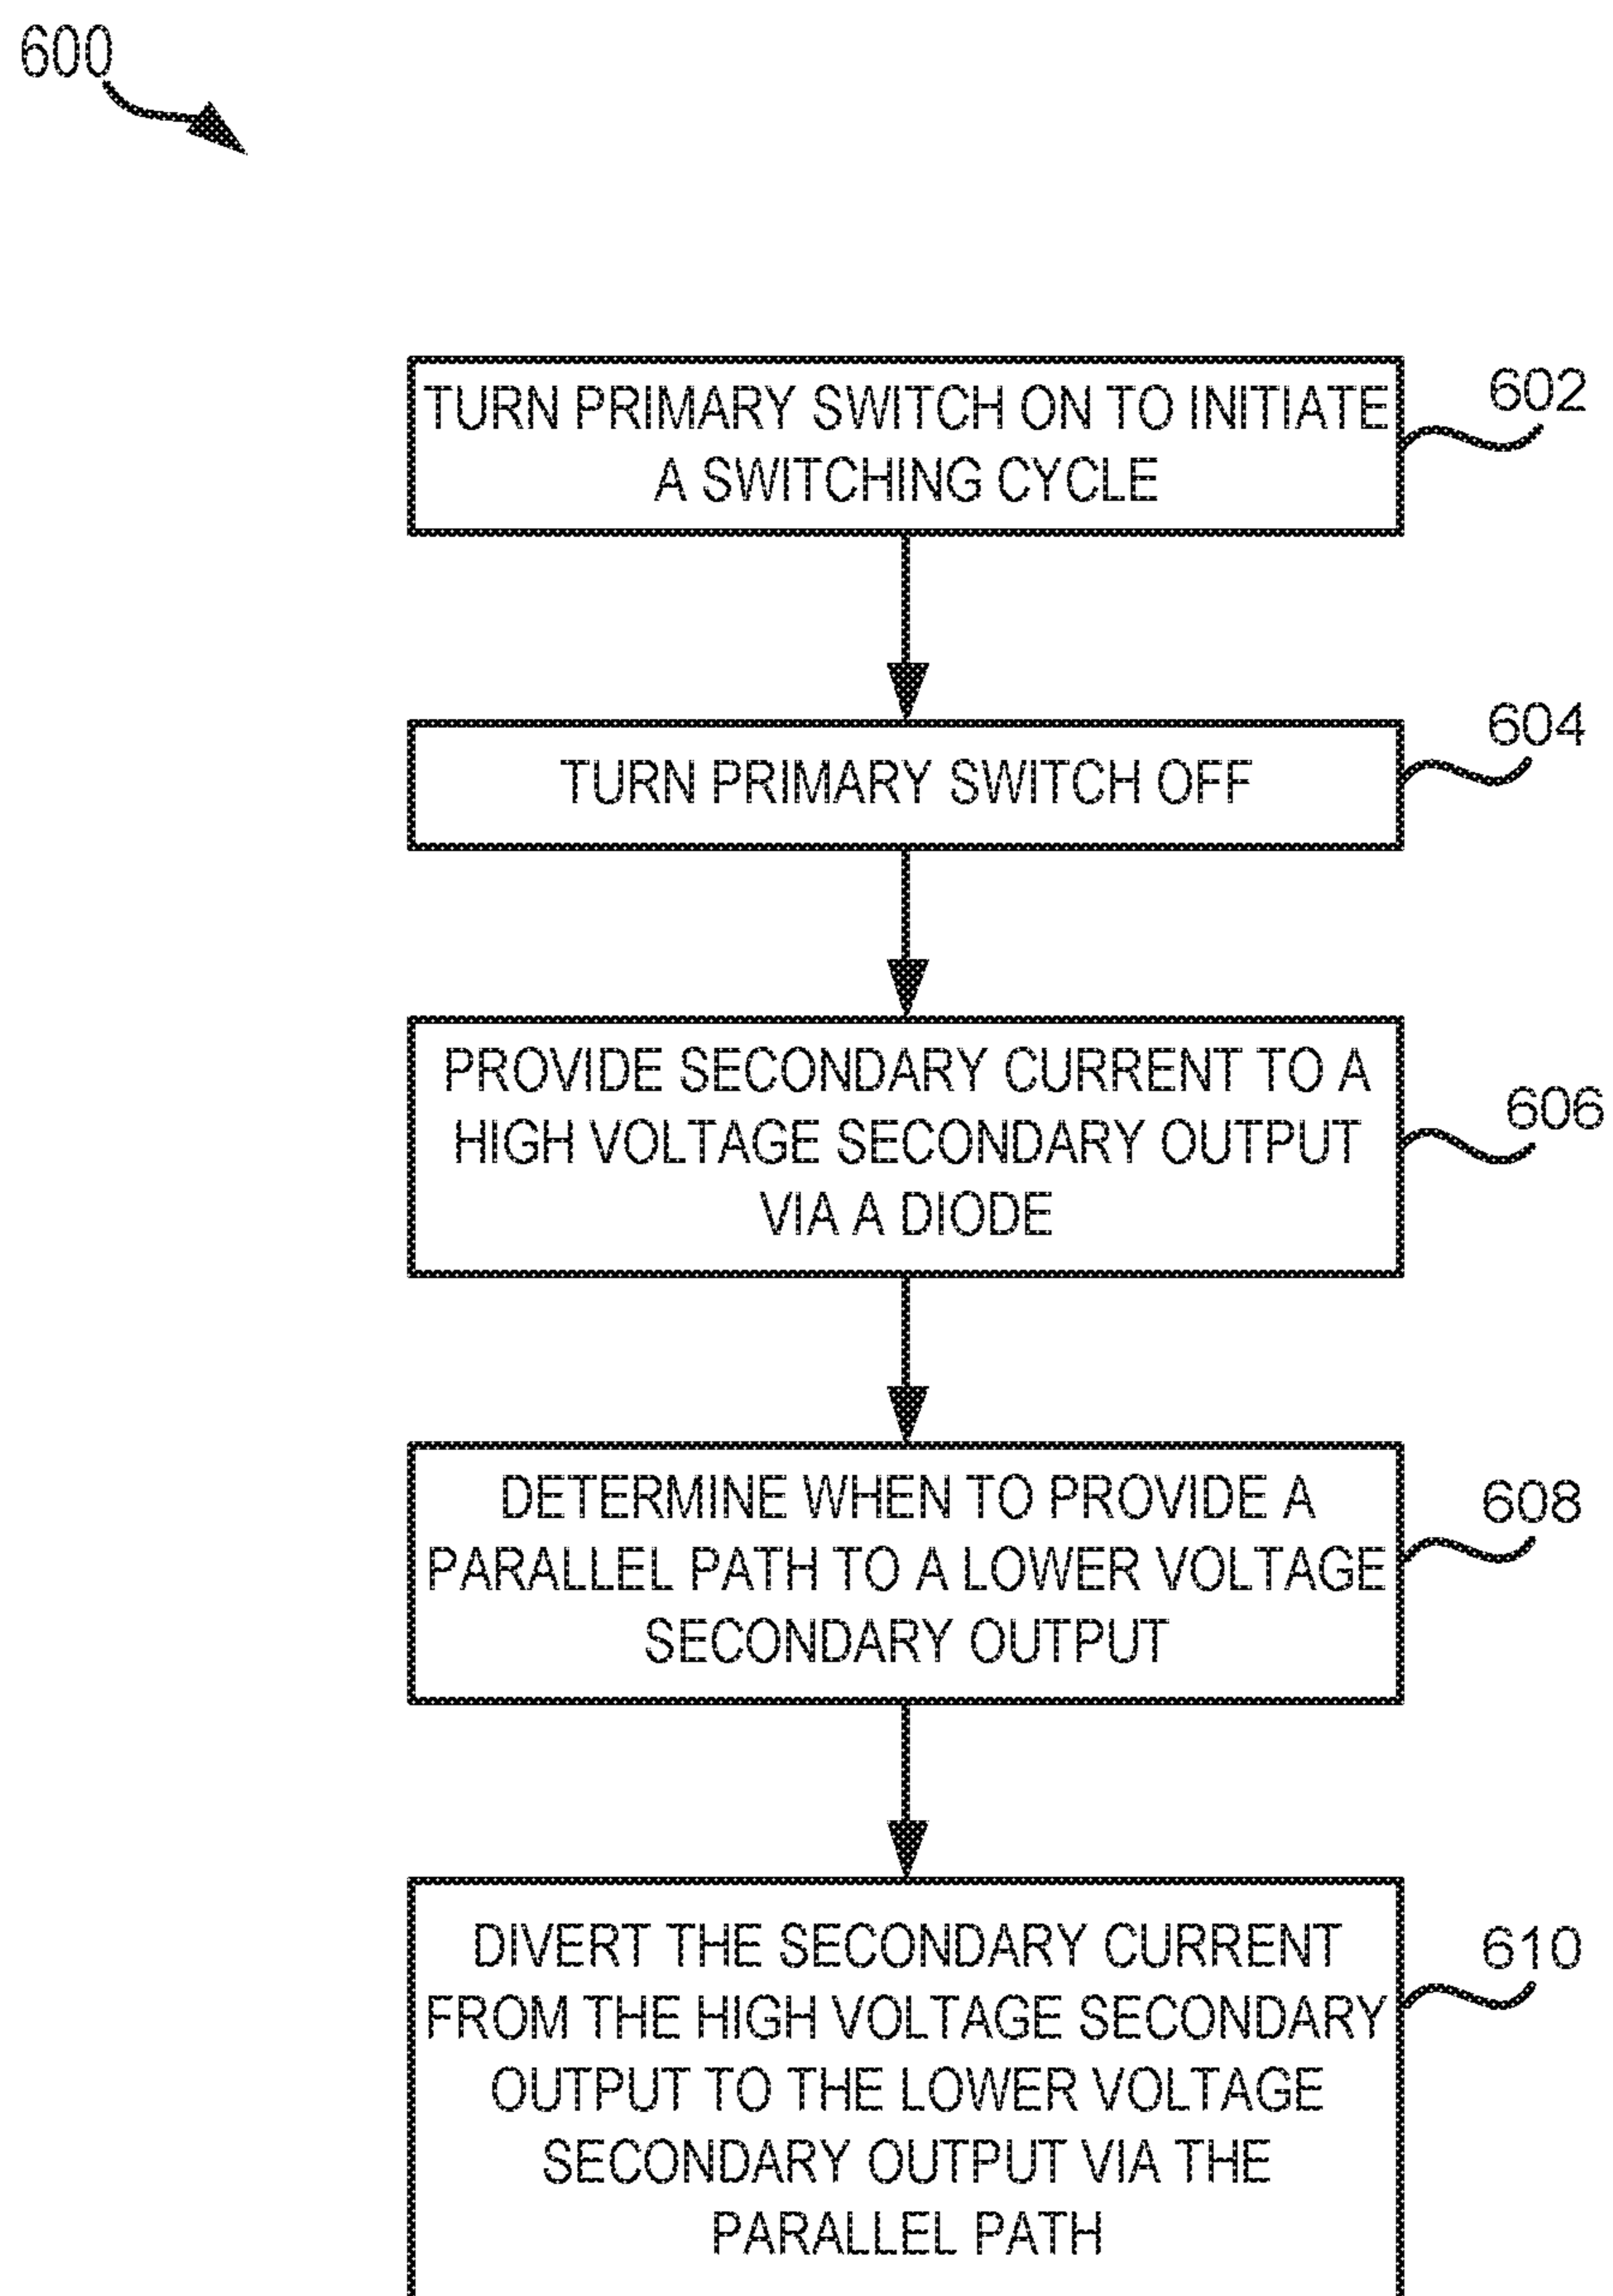 600
TURN PRIMARY SWITCH ON TO INITIATE
A SWITCHING CYCLE
602
TURN PRIMARY SWITCH OFF
604
PROVIDE SECONDARY CURRENT TO A
HIGH VOLTAGE SECONDARY OUTPUT
VIA A DIODE
606
DETERMINE WHEN TO PROVIDE A
PARALLEL PATH TO A LOWER VOLTAGE
SECONDARY OUTPUT
608
DIVERT THE SECONDARY CURRENT
FROM THE HIGH VOLTAGE SECONDARY
OUTPUT TO THE LOWER VOLTAGE
SECONDARY OUTPUT VIA THE
PARALLEL PATH
610